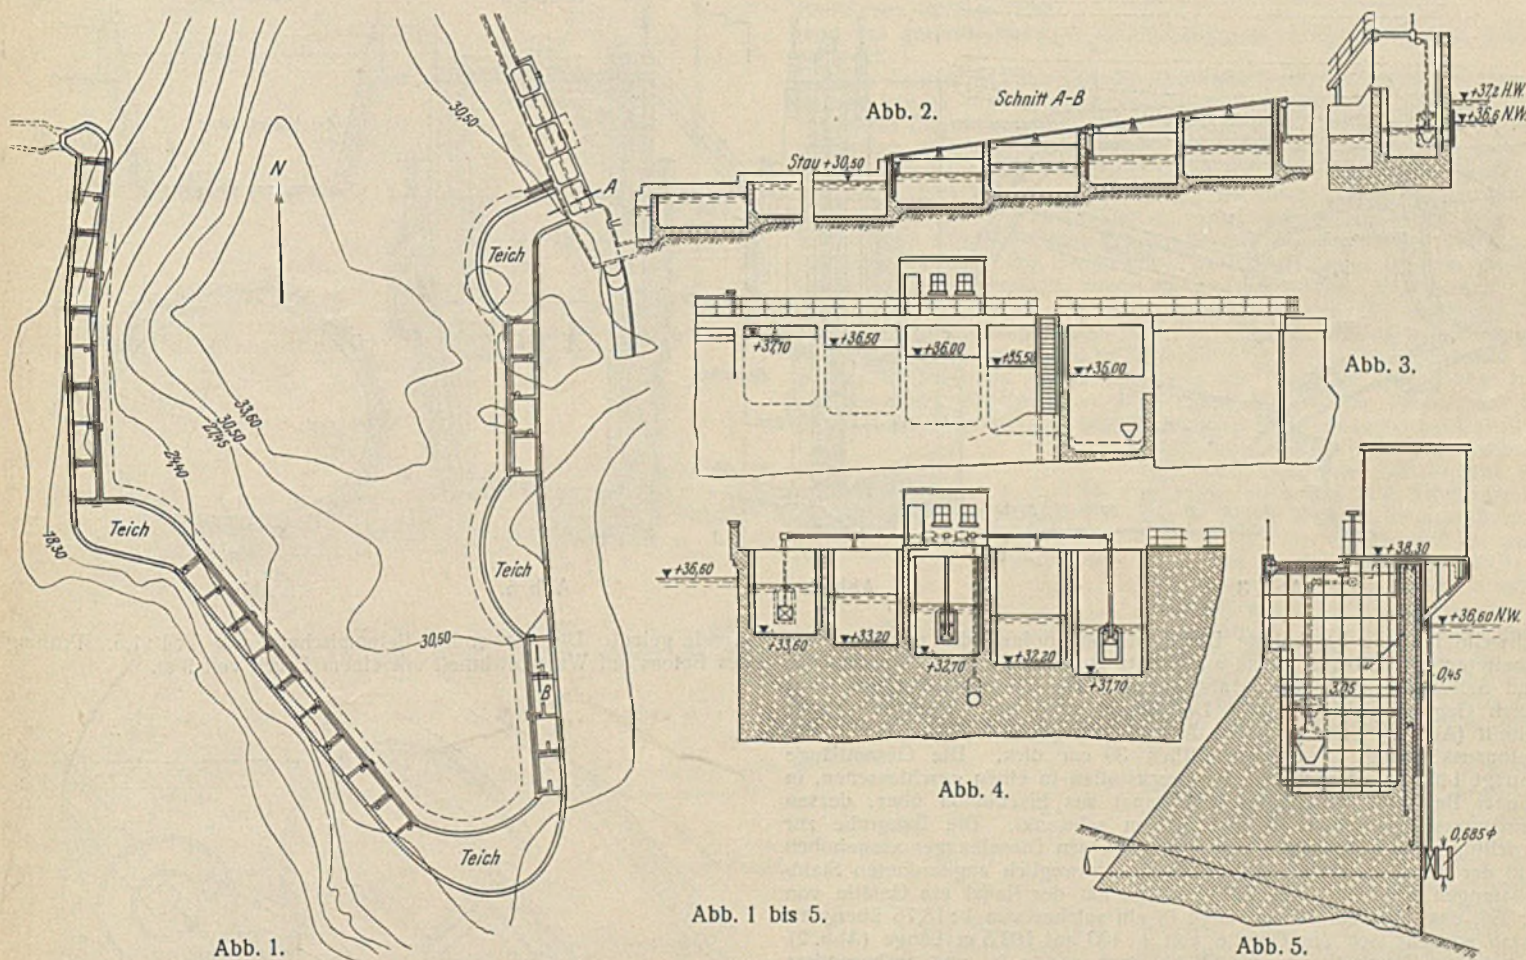 30,50
N
A
Teich
33,60
30,50
27,45
24,40
18,30
Teich
Teich
30,50
B
Teich
Abb. 1.
Abb. 2.
Schnitt A-B
Stau +30,50
+37,2 H.W.
+36,6 N.W.
+37,10
+36,50
+36,00
+35,50
+35,00
Abb. 3.
+36,60
+33,60
+33,20
+32,70
+32,20
+31,70
Abb. 4.
+38,30
+36,60 N.W.
0,45
3,05
0,685 ϕ
Abb. 5.
Abb. 1 bis 5.